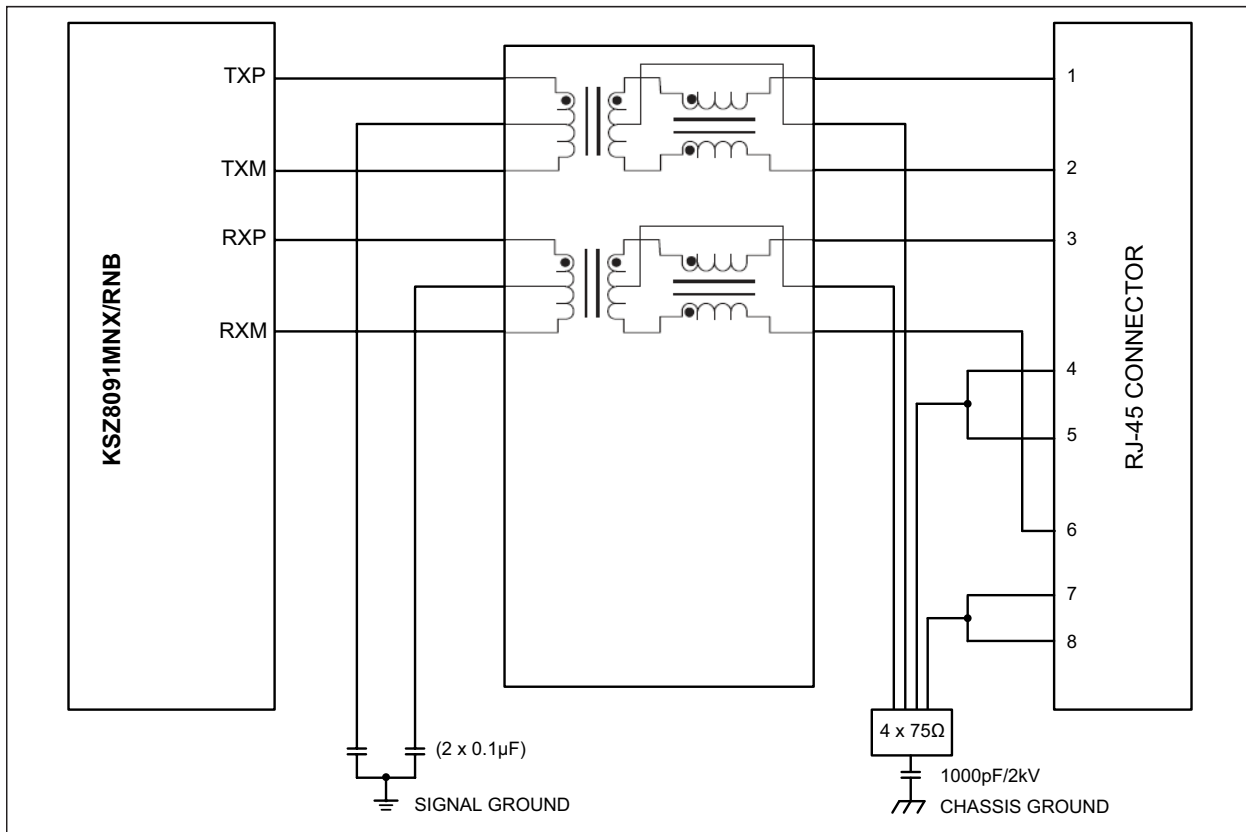 KSZ8091MNX/RNB
TXP
TXM
RXP
RXM
1
2
3
4
5
6
7
8
RJ-45 CONNECTOR
(2 x 0.1µF)
SIGNAL GROUND
4 x 75Ω
1000pF/2kV
CHASSIS GROUND